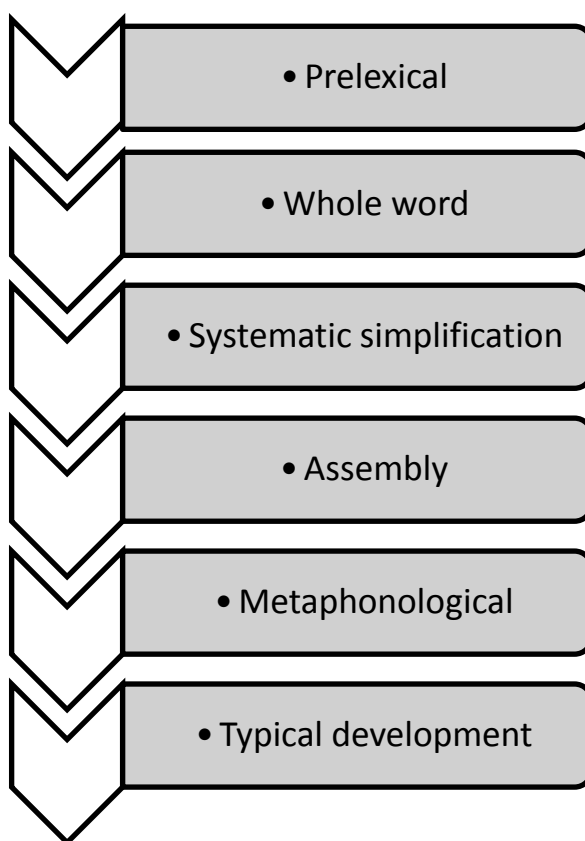 • Prelexical
• Whole word
• Systematic simplification
• Assembly
• Metaphonological
• Typical development